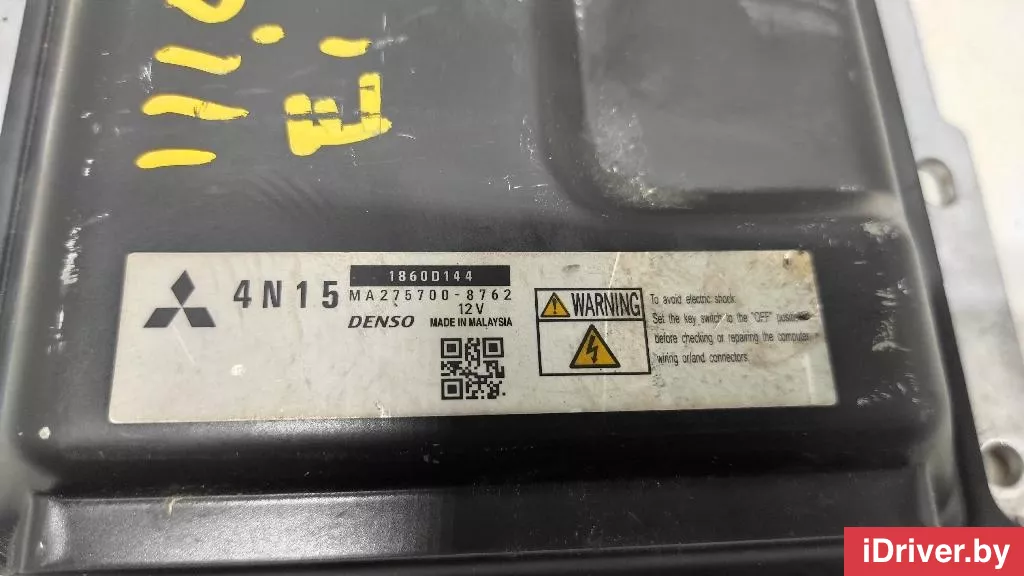 E.
4N15
1860D144
MA275700-8762
12V
DENSO MADE IN MALAYSIA
WARNING
To avoid electric shock:
Set the key switch to the "OFF" position
before checking or repairing the computer
wiring or/and connectors.
iDriver.by